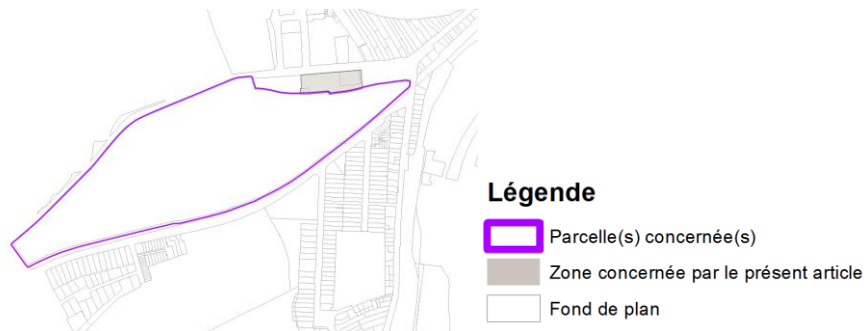 Légende
Parcelle(s) concernée(s)
Zone concernée par le présent article
Fond de plan